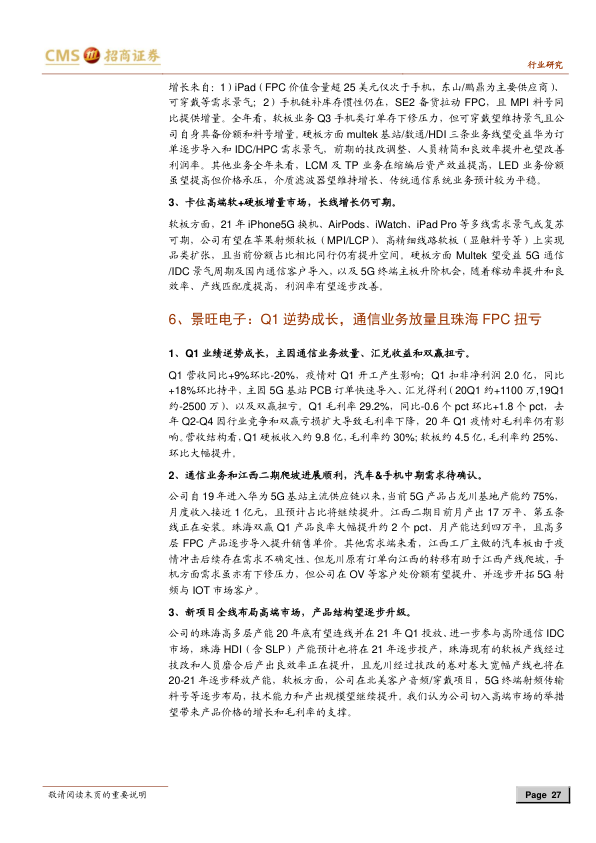 CMS 招商证券
行业研究
增长来自：1）iPad（FPC 价值含量超 25 美元仅次于手机，东山/鹏鼎为主要供应商）、
可穿戴等需求景气；2）手机链补库存惯性仍在，SE2 备货拉动 FPC，且 MPI 料号同
比提供增量。全年看，软板业务 Q3 手机类订单存下修压力，但可穿戴望维持景气且公
司自身具备份额和料号增量。硬板方面 multek 基站/数通/HDI 三条业务线望受益华为订
单逐步导入和 IDC/HPC 需求景气，前期的技改调整，人员精简和良效率提升也望改善
利润率。其他业务全年来看，LCM 及 TP 业务在缩编后资产效益提高，LED 业务份额
虽望提高但价格承压，介质滤波器望维持增长、传统通信系统业务预计较为平稳。
3、卡位高端软+硬板增量市场，长线增长仍可期。
软板方面，21 年 iPhone5G 换机、AirPods、iWatch、iPad Pro 等多线需求景气或复苏
可期，公司有望在苹果射频软板（MPI/LCP）、高精细线路软板（显触料号等）上实现
品类扩张，且当前份额占比相比同行仍有提升空间。硬板方面 Multek 望受益 5G 通信
/IDC 景气周期及国内通信客户导入，以及 5G 终端主板升阶机会，随着稼动率提升和良
效率、产线匹配度提高，利润率有望逐步改善。
6、景旺电子：Q1 逆势成长，通信业务放量且珠海 FPC 扭亏
1、Q1 业绩逆势成长，主因通信业务放量、汇兑收益和双赢扭亏。
Q1 营收同比+9%环比-20%，疫情对 Q1 开工产生影响；Q1 扣非净利润 2.0 亿，同比
+18%环比持平，主因 5G 基站 PCB 订单快速导入、汇兑得利（20Q1 约+1100 万,19Q1
约-2500 万）、以及双赢扭亏。Q1 毛利率 29.2%，同比-0.6 个 pct 环比+1.8 个 pct，去
年 Q2-Q4 因行业竞争和双赢亏损扩大导致毛利率下降，20 年 Q1 疫情对毛利率仍有影
响。营收结构看，Q1 硬板收入约 9.8 亿，毛利率约 30%；软板约 4.5 亿，毛利率约 25%、
环比大幅提升。
2、通信业务和江西二期爬坡进展顺利，汽车&手机中期需求待确认。
公司自 19 年进入华为 5G 基站主流供应链以来，当前 5G 产品占龙川基地产能约 75%，
月度收入接近 1 亿元，且预计占比将继续提升。江西二期目前月产出 17 万平、第五条
线正在安装。珠海双赢 Q1 产品良率大幅提升约 2 个 pct、月产能达到四万平，且高多
层 FPC 产品逐步导入提升销售单价。其他需求端来看，江西工厂主做的汽车板由于疫
情冲击后续存在需求不确定性、但龙川原有订单向江西的转移有助于江西产线爬坡，手
机方面需求虽亦有下修压力，但公司在 OV 等客户处份额有望提升、并逐步开拓 5G 射
频与 IOT 市场客户。
3、新项目全线布局高端市场，产品结构望逐步升级。
公司的珠海高多层产能 20 年底有望连线并在 21 年 Q1 投放、进一步参与高阶通信 IDC
市场，珠海 HDI（含 SLP）产能预计也将在 21 年逐步投产，珠海现有的软板产线经过
技改和人员磨合后产出良效率正在提升，且龙川经过技改的卷对卷大宽幅产线也将在
20-21 年逐步释放产能，软板方面，公司在北美客户音频/穿戴项目，5G 终端射频传输
料号等逐步布局，技术能力和产出规模望继续提升。我们认为公司切入高端市场的举措
望带来产品价格的增长和毛利率的支撑。
敬请阅读末页的重要说明
Page 27